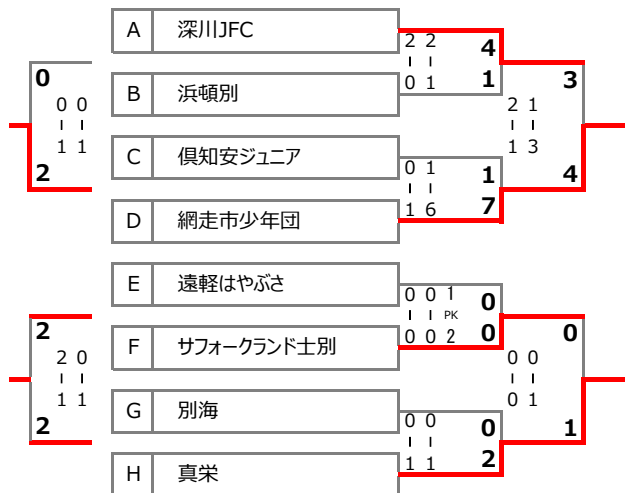 A 深川JFC
B 浜頓別
C 倶知安ジュニア
D 網走市少年団
E 遠軽はやぶさ
F サフォークランド士別
G 別海
H 真栄
0
0 0
I I
1 1
2
2
2 0
I I
1 1
2
2 2
I I
0 1
4
1
0 1
I I
1 6
1
7
0 0 1
I I PK
0 0 2
0
0
0 0
I I
1 1
0
2
3
2 1
I I
1 3
4
0
0 0
I I
0 1
1